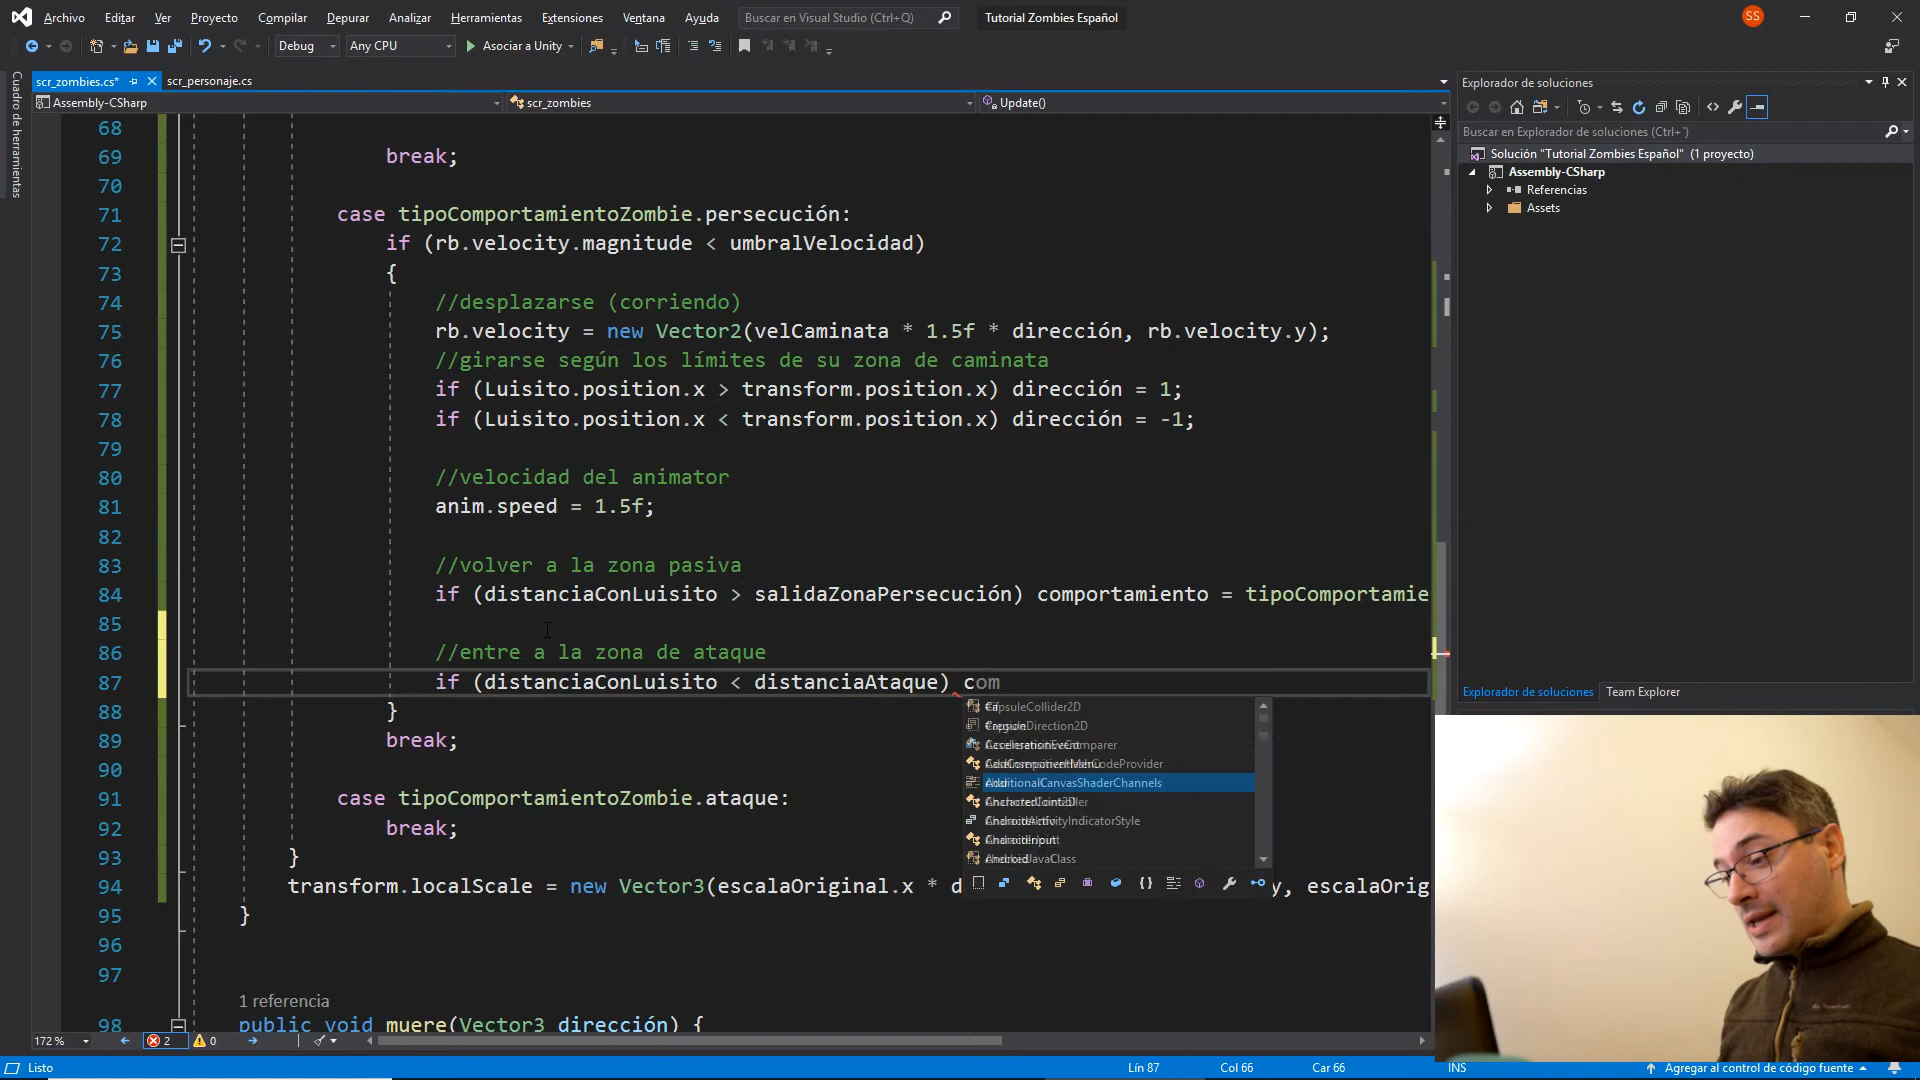 Archivo Editar Ver Proyecto Compilar Depurar Analizar Herramientas Extensiones Ventana Ayuda Buscar en Visual Studio (Ctrl+Q) Tutorial Zombies Español SS
Debug Any CPU Asociar a Unity
scr_zombies.cs* scr_personaje.cs
Assembly-CSharp scr_zombies Update()
Cuadro de herramientas
68
69 break;
70
71 case tipoComportamientoZombie.persecución:
72 if (rb.velocity.magnitude < umbralVelocidad)
73 {
74 //desplazarse (corriendo)
75 rb.velocity = new Vector2(velCaminata * 1.5f * dirección, rb.velocity.y);
76 //girarse según los límites de su zona de caminata
77 if (Luisito.position.x > transform.position.x) dirección = 1;
78 if (Luisito.position.x < transform.position.x) dirección = -1;
79
80 //velocidad del animator
81 anim.speed = 1.5f;
82
83 //volver a la zona pasiva
84 if (distanciaConLuisito > salidaZonaPersecución) comportamiento = tipoComportamie
85
86 //entre a la zona de ataque
87 if (distanciaConLuisito < distanciaAtaque) com
88 }
89 break;
90
91 case tipoComportamientoZombie.ataque:
92 break;
93 }
94 transform.localScale = new Vector3(escalaOriginal.x * d y, escalaOrig
95 }
96
97
1 referencia
98 public void muere(Vector3 dirección) {
CapsuleCollider2D
AdditionalCanvasShaderChannels
172 % 2 0
Listo Lín 87 Col 66 Car 66 INS Agregar al control de código fuente
Explorador de soluciones
Buscar en Explorador de soluciones (Ctrl+¨)
Solución "Tutorial Zombies Español" (1 proyecto)
Assembly-CSharp
Referencias
Assets
Explorador de soluciones Team Explorer